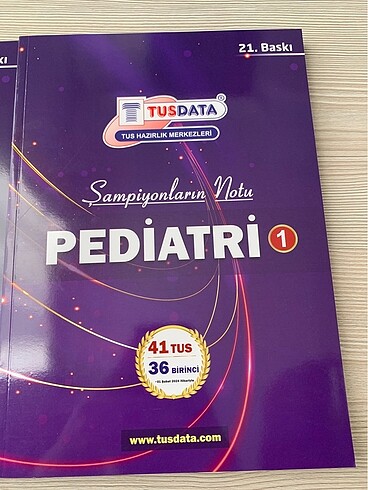 21. Baskı
kı
TUSDATA
TUS HAZIRLIK MERKEZLERİ
Şampiyonların Notu
PEDİATRİ 1
41 TUS
36 BİRİNCİ
www.tusdata.com